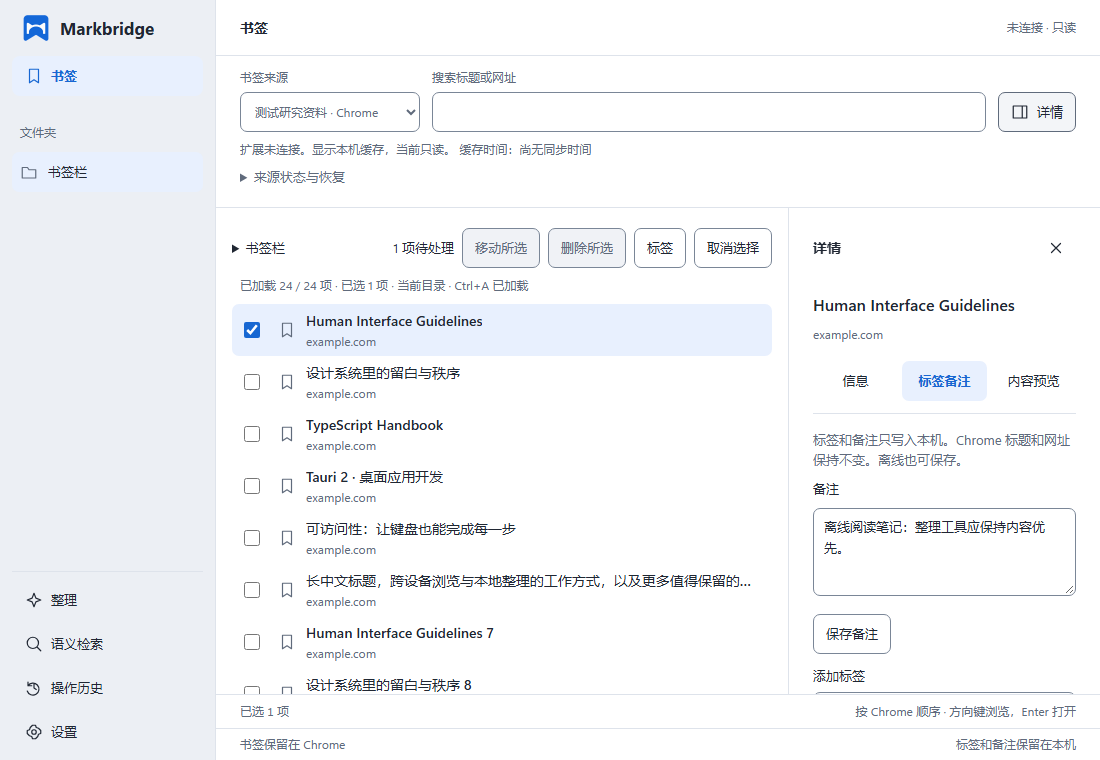 Markbridge
书签
文件夹
书签栏
整理
语义检索
操作历史
设置
书签
未连接 · 只读
书签来源
搜索标题或网址
测试研究资料 · Chrome
详情
扩展未连接。显示本机缓存，当前只读。 缓存时间：尚无同步时间
来源状态与恢复
书签栏
1 项待处理
移动所选
删除所选
标签
取消选择
已加载 24 / 24 项 · 已选 1 项 · 当前目录 · Ctrl+A 已加载
Human Interface Guidelines
example.com
设计系统里的留白与秩序
example.com
TypeScript Handbook
example.com
Tauri 2 · 桌面应用开发
example.com
可访问性：让键盘也能完成每一步
example.com
长中文标题，跨设备浏览与本地整理的工作方式，以及更多值得保留的...
example.com
Human Interface Guidelines 7
example.com
设计系统里的留白与秩序 8
详情
Human Interface Guidelines
example.com
信息
标签备注
内容预览
标签和备注只写入本机。Chrome 标题和网址
保持不变。离线也可保存。
备注
离线阅读笔记：整理工具应保持内容优
先。
保存备注
添加标签
已选 1 项
按 Chrome 顺序 · 方向键浏览，Enter 打开
书签保留在 Chrome
标签和备注保留在本机